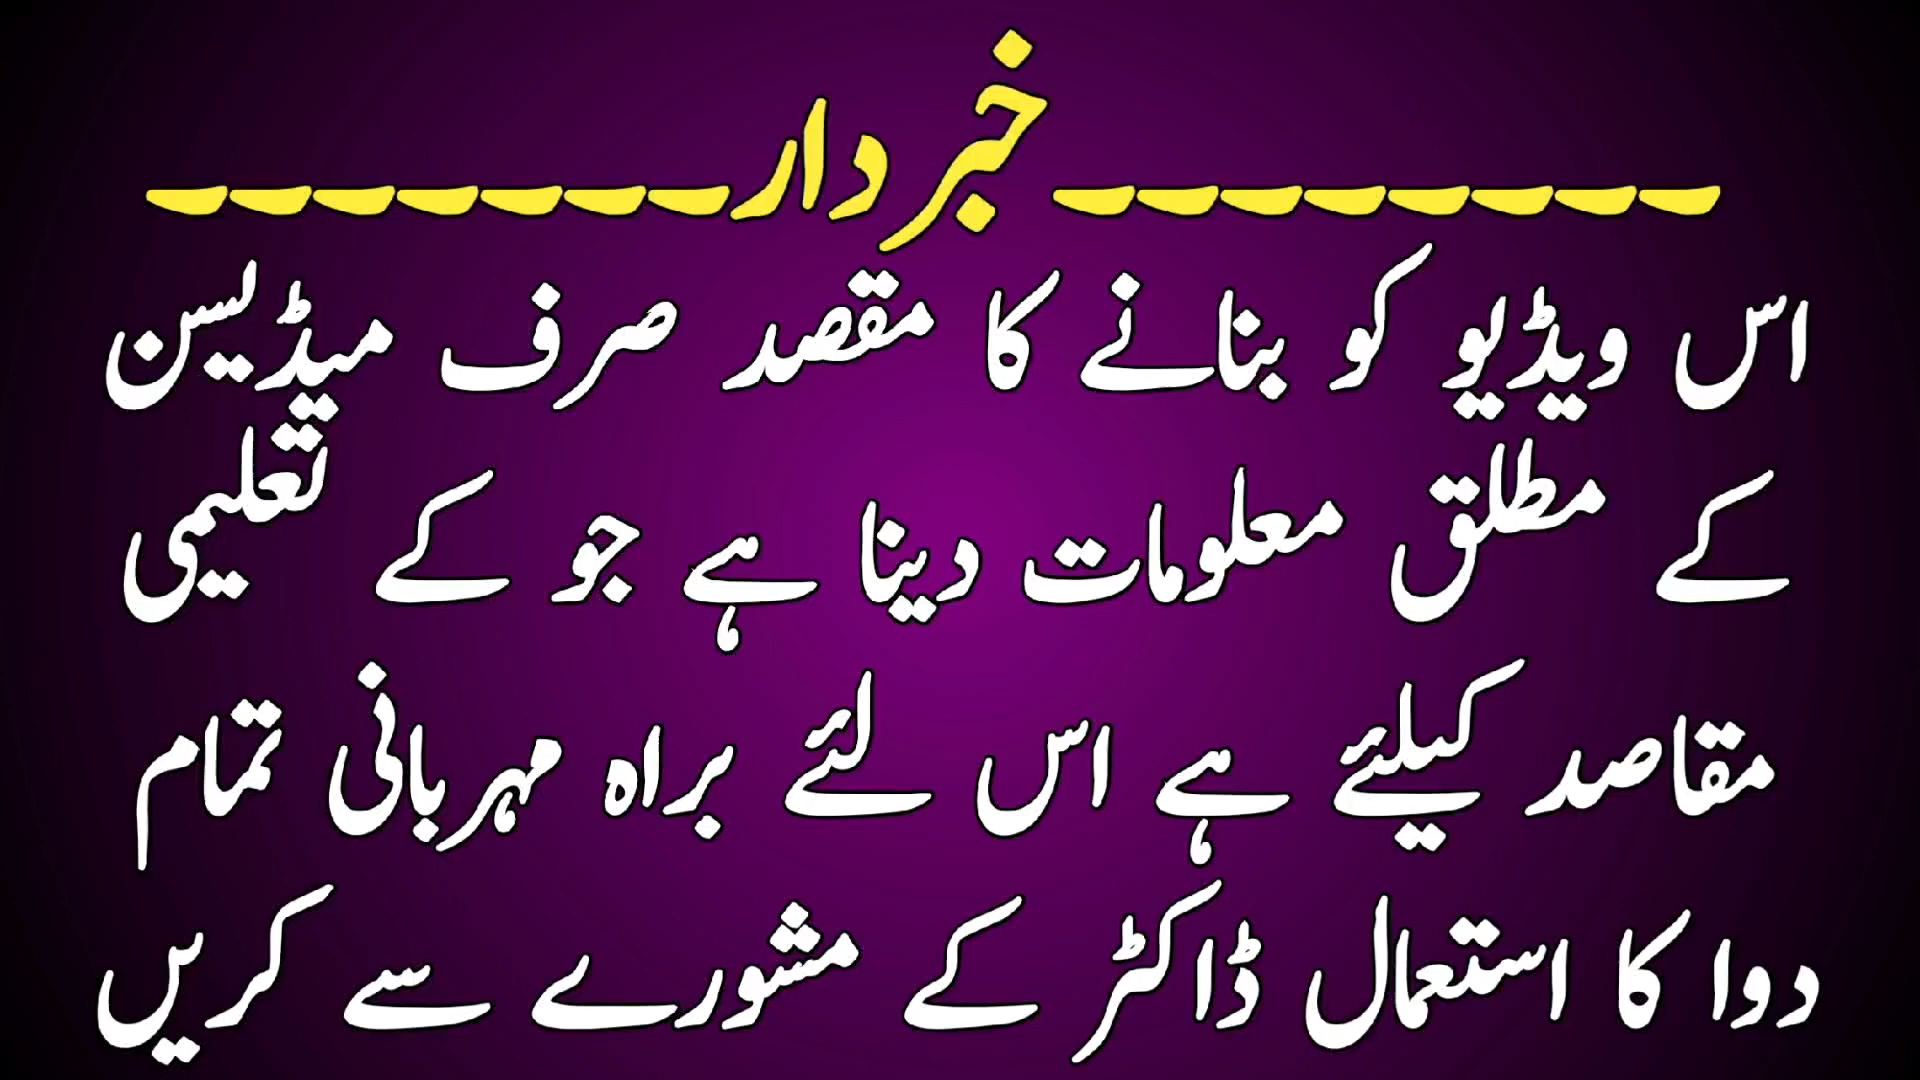 ۔۔۔۔۔۔۔۔خبردار۔۔۔۔۔۔۔
اس ویڈیو کو بنانے کا مقصد صرف میڈیسن
کے مطلق معلومات دینا ہے جو کے تعلیمی
مقاصد کیلئے ہے اس لئے براہ مہربانی تمام
دوا کا استعمال ڈاکٹر کے مشورے سے کریں